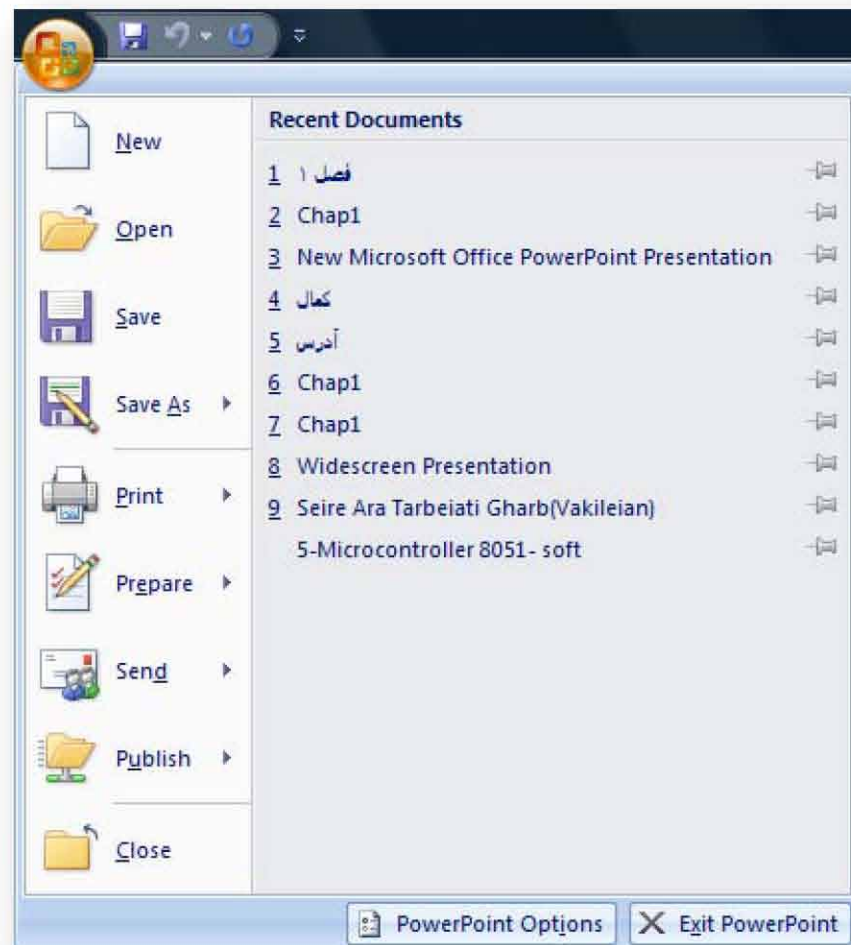 New
Open
Save
Save As
Print
Prepare
Send
Publish
Close
Recent Documents
1 فصل ۱
2 Chap1
3 New Microsoft Office PowerPoint Presentation
4 کمال
5 آدرس
6 Chap1
7 Chap1
8 Widescreen Presentation
9 Seire Ara Tarbeiati Gharb(Vakileian)
5-Microcontroller 8051- soft
PowerPoint Options
Exit PowerPoint